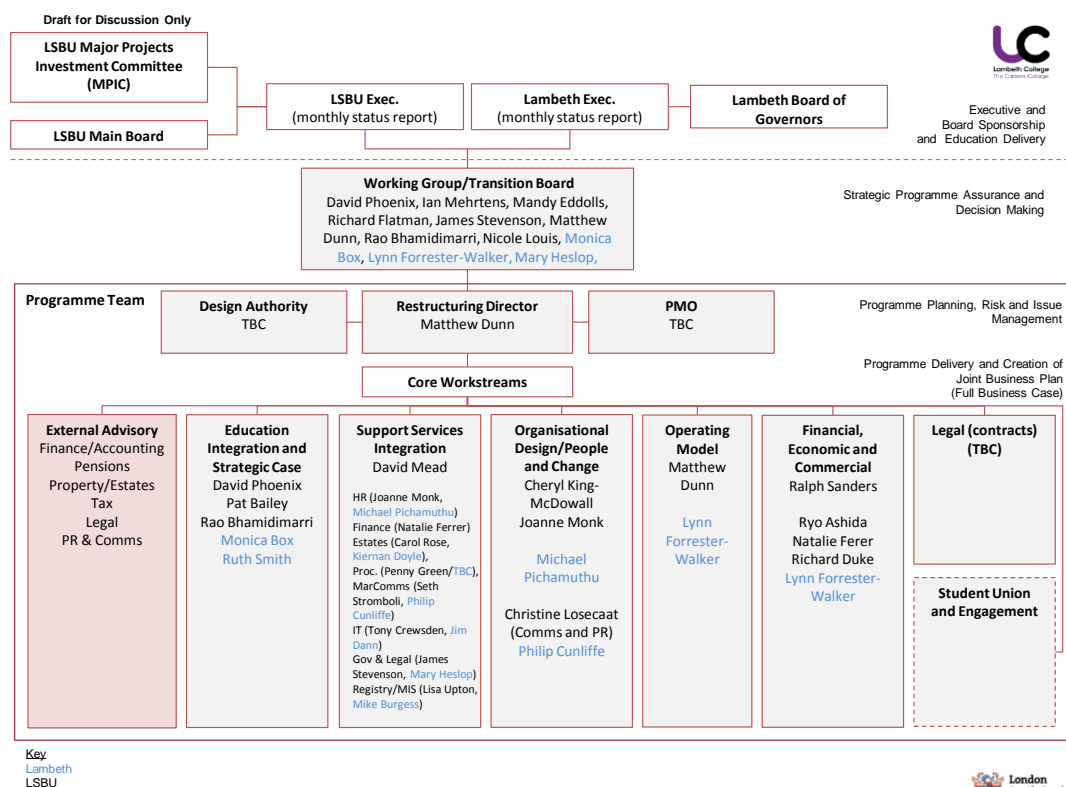 Draft for Discussion Only
LSBU Major Projects
Investment Committee
(MPIC)
LSBU Main Board
LSBU Exec.
(monthly status report)
Lambeth Exec.
(monthly status report)
Lambeth Board of
Governors
LC
Lambeth College
The Careers College
Executive and
Board Sponsorship
and Education Delivery
Working Group/Transition Board
David Phoenix, Ian Mehrtens, Mandy Eddolls,
Richard Flatman, James Stevenson, Matthew
Dunn, Rao Bhamidimarri, Nicole Louis, Monica
Box, Lynn Forrester-Walker, Mary Heslop,
Strategic Programme Assurance and
Decision Making
Programme Team
Design Authority
TBC
Restructuring Director
Matthew Dunn
PMO
TBC
Programme Planning, Risk and Issue
Management
Core Workstreams
Programme Delivery and Creation of
Joint Business Plan
(Full Business Case)
External Advisory
Finance/Accounting
Pensions
Property/Estates
Tax
Legal
PR & Comms
Education
Integration and
Strategic Case
David Phoenix
Pat Bailey
Rao Bhamidimarri
Monica Box
Ruth Smith
Support Services
Integration
David Mead
HR (Joanne Monk,
Michael Pichamuthu)
Finance (Natalie Ferrer)
Estates (Carol Rose,
Kiernan Doyle),
Proc. (Penny Green/TBC),
MarComms (Seth
Stromboli, Philip
Cunliffe)
IT (Tony Crewsden, Jim
Dann)
Gov & Legal (James
Stevenson, Mary Heslop)
Registry/MIS (Lisa Upton,
Mike Burgess)
Organisational
Design/People
and Change
Cheryl King-
McDowall
Joanne Monk
Michael
Pichamuthu
Christine Losecaat
(Comms and PR)
Philip Cunliffe
Operating
Model
Matthew
Dunn
Lynn
Forrester-
Walker
Financial,
Economic and
Commercial
Ralph Sanders
Ryo Ashida
Natalie Ferer
Richard Duke
Lynn Forrester-
Walker
Legal (contracts)
(TBC)
Student Union
and Engagement
Key
Lambeth
LSBU
London